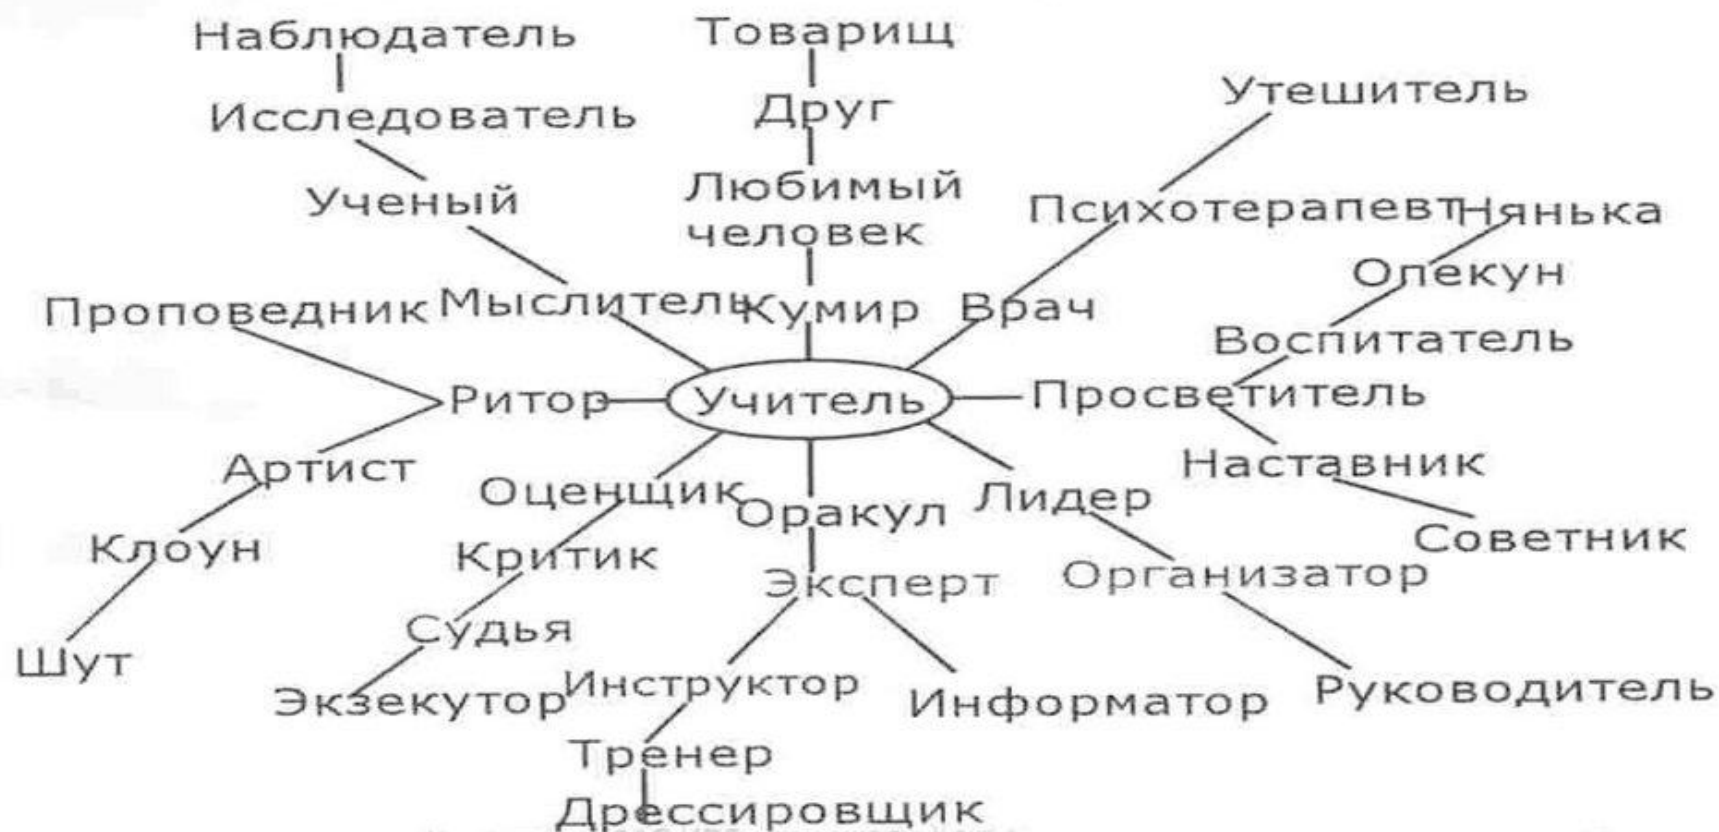 Наблюдатель
Товарищ
Утешитель
Исследователь
Друг
Ученый
Любимый
человек
Психотерапевт
Нянька
Опекун
Проповедник
Мыслитель
Кумир
Врач
Воспитатель
Ритор
Учитель
Просветитель
Артист
Оценщик
Оракул
Лидер
Наставник
Советник
Клоун
Критик
Эксперт
Организатор
Шут
Судья
Экзекутор
Инструктор
Информатор
Руководитель
Тренер
Дрессировщик